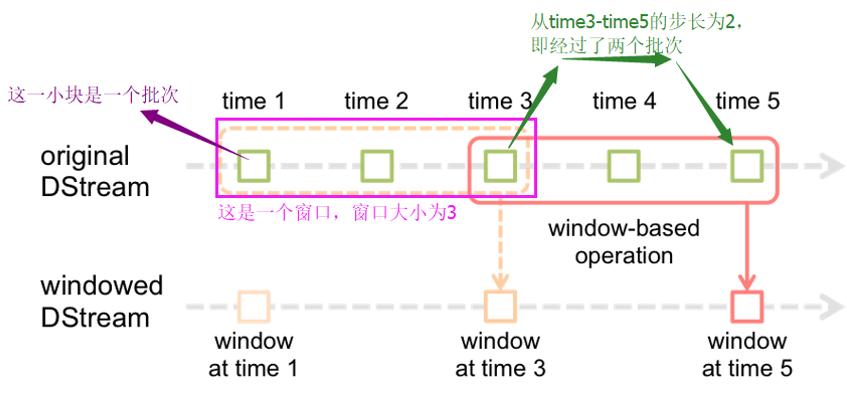 从time3-time5的步长为2，
即经过了两个批次
这一小块是一个批次
time 1
time 2
time 3
time 4
time 5
original
DStream
这是一个窗口，窗口大小为3
window-based
operation
windowed
DStream
window
at time 1
window
at time 3
window
at time 5